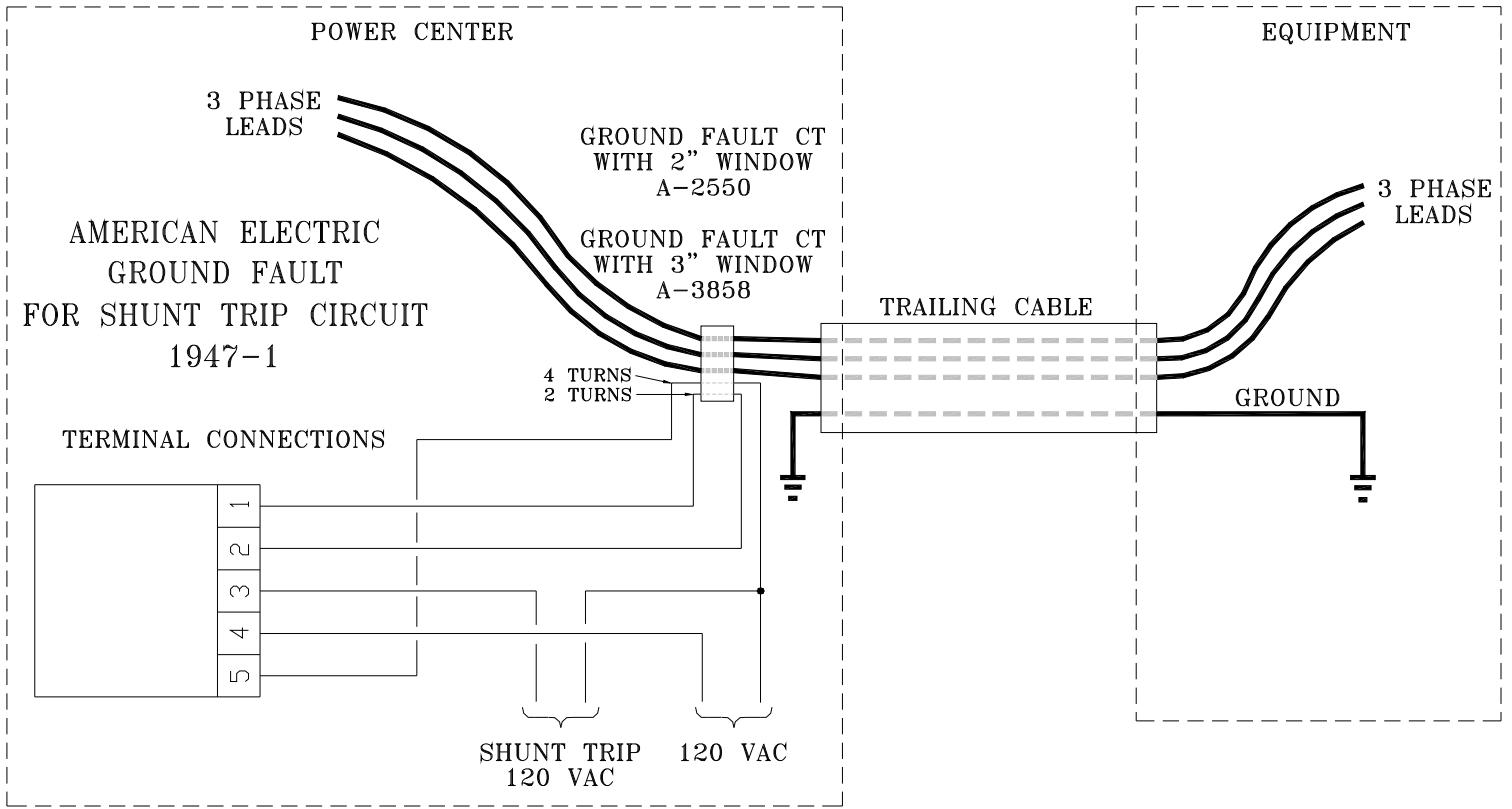 POWER CENTER
EQUIPMENT
3 PHASE
LEADS
GROUND FAULT CT
WITH 2” WINDOW
A-2550
GROUND FAULT CT
WITH 3” WINDOW
A-3858
3 PHASE
LEADS
AMERICAN ELECTRIC
GROUND FAULT
FOR SHUNT TRIP CIRCUIT
1947-1
TRAILING CABLE
4 TURNS
2 TURNS
GROUND
TERMINAL CONNECTIONS
1
2
3
4
5
SHUNT TRIP
120 VAC
120 VAC